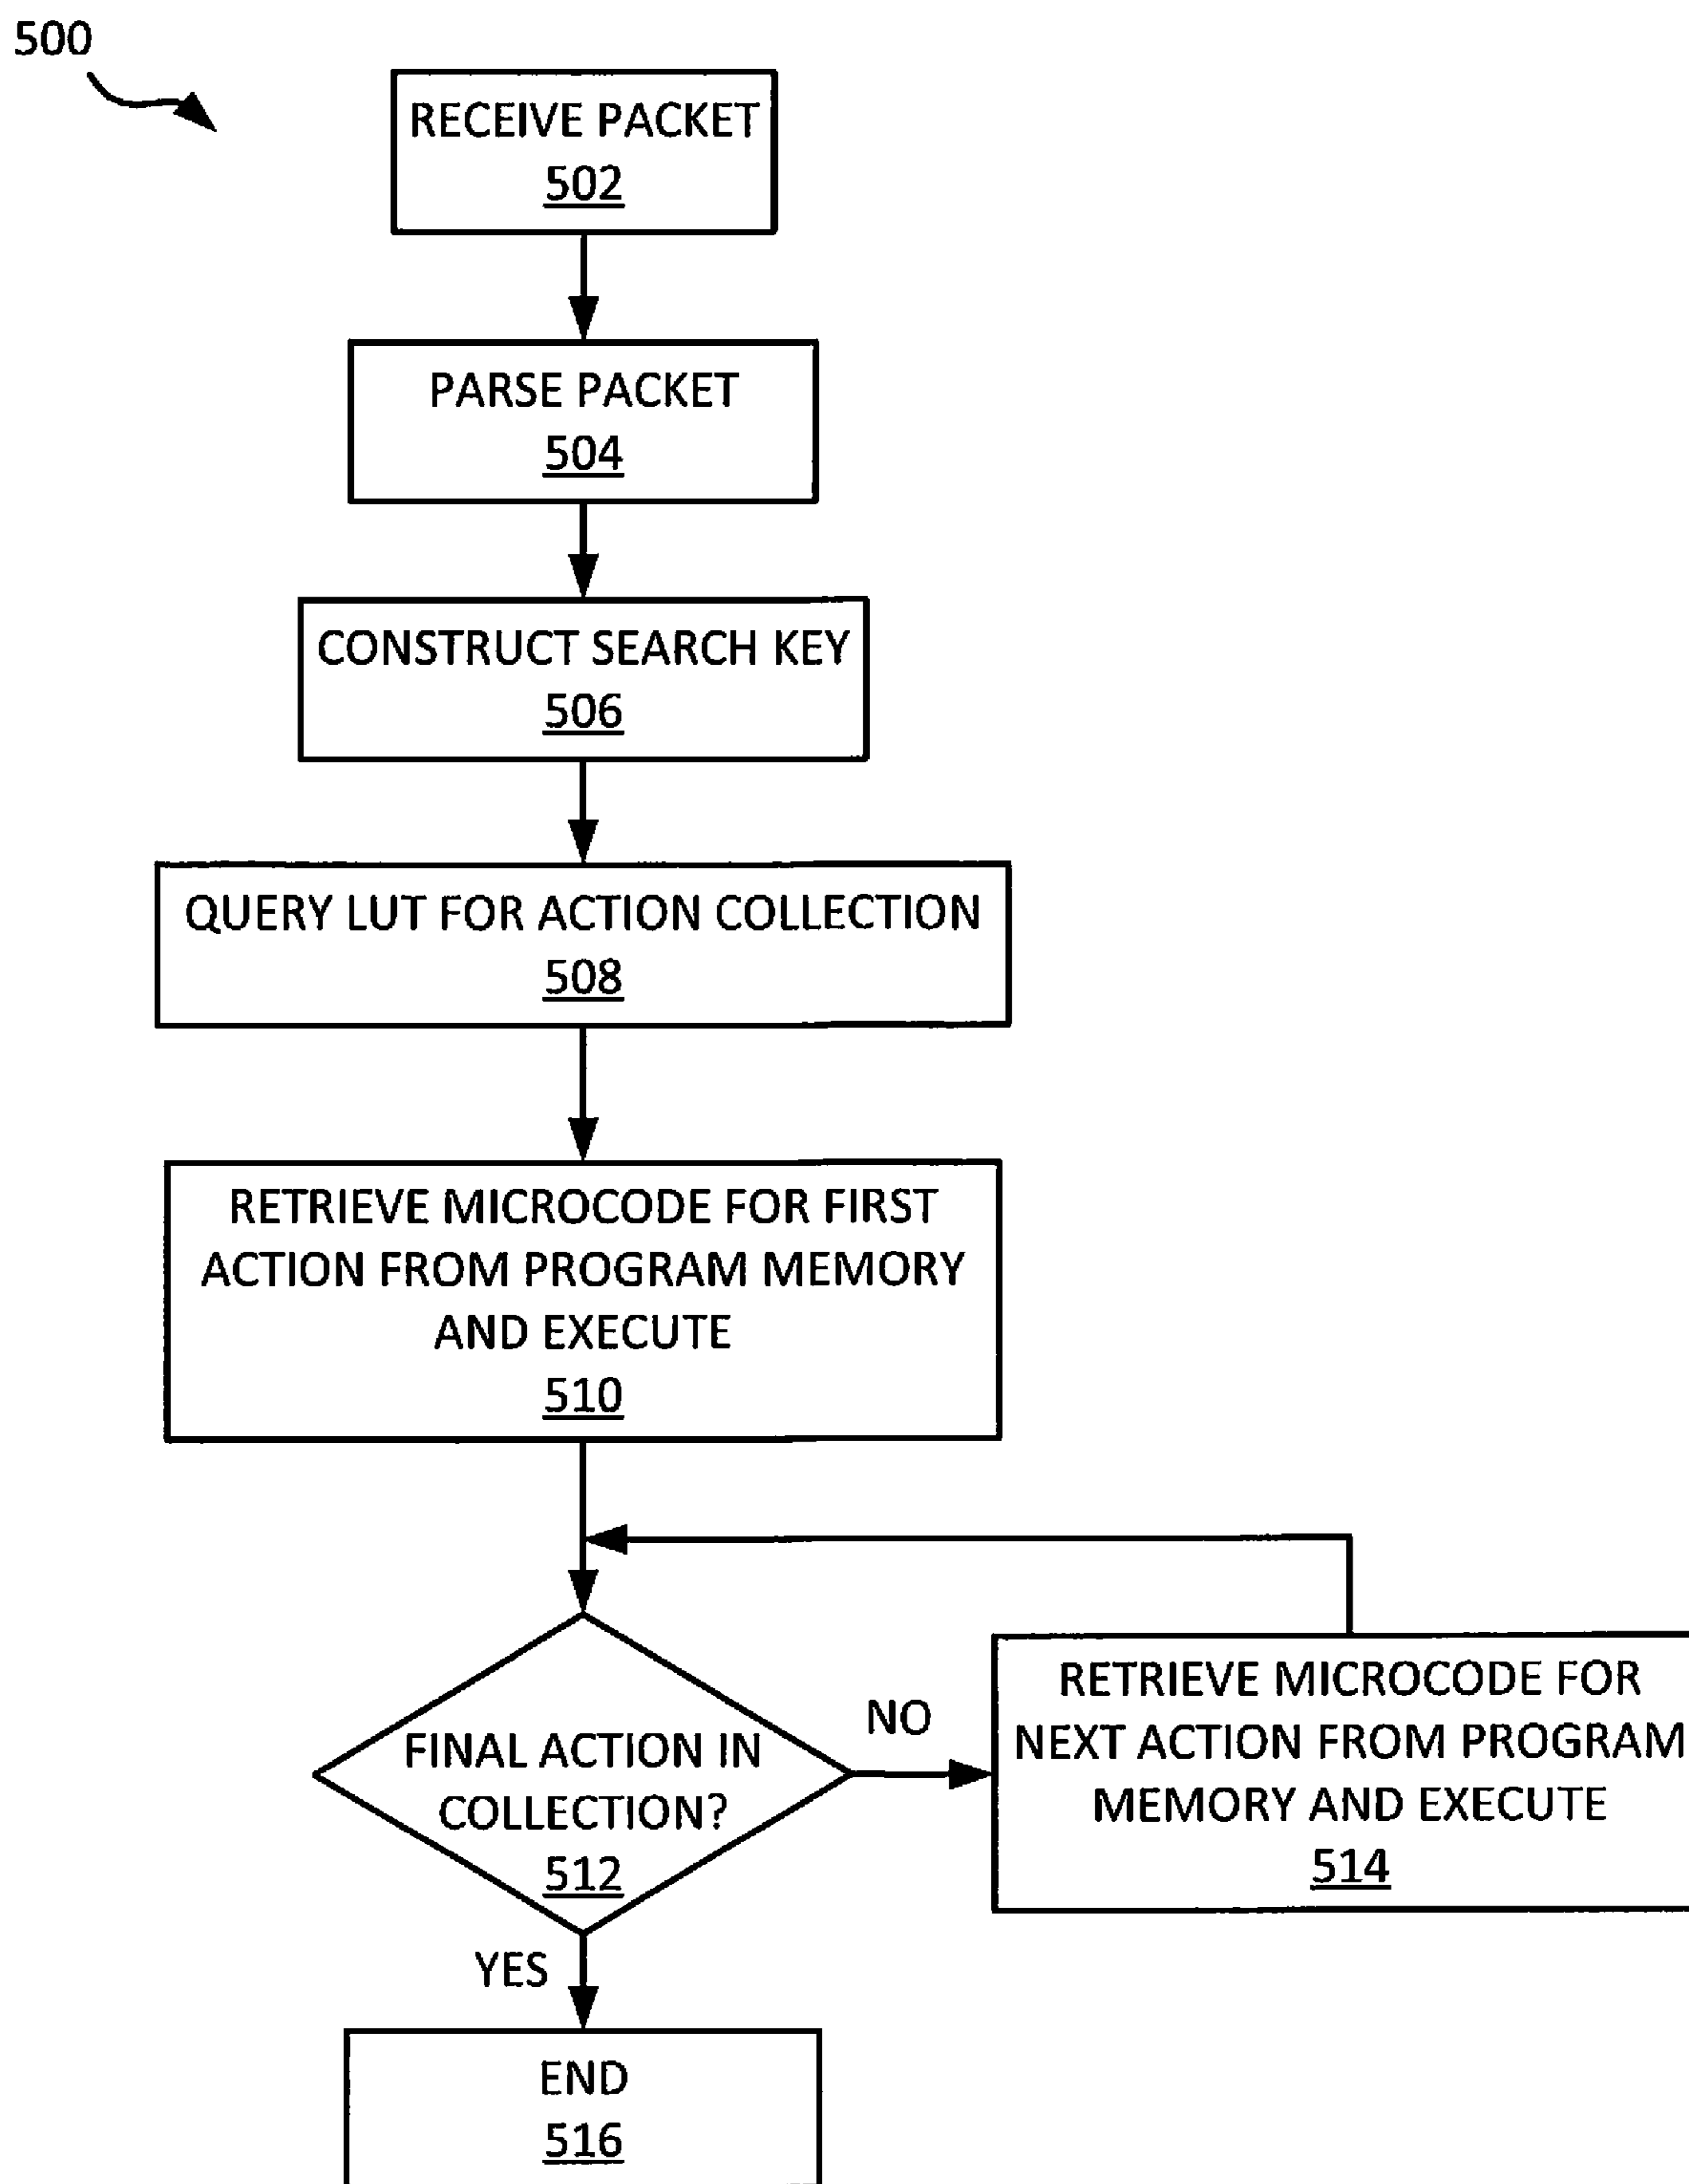 500
RECEIVE PACKET
502
PARSE PACKET
504
CONSTRUCT SEARCH KEY
506
QUERY LUT FOR ACTION COLLECTION
508
RETRIEVE MICROCODE FOR FIRST
ACTION FROM PROGRAM MEMORY
AND EXECUTE
510
FINAL ACTION IN
COLLECTION?
512
NO
RETRIEVE MICROCODE FOR
NEXT ACTION FROM PROGRAM
MEMORY AND EXECUTE
514
YES
END
516